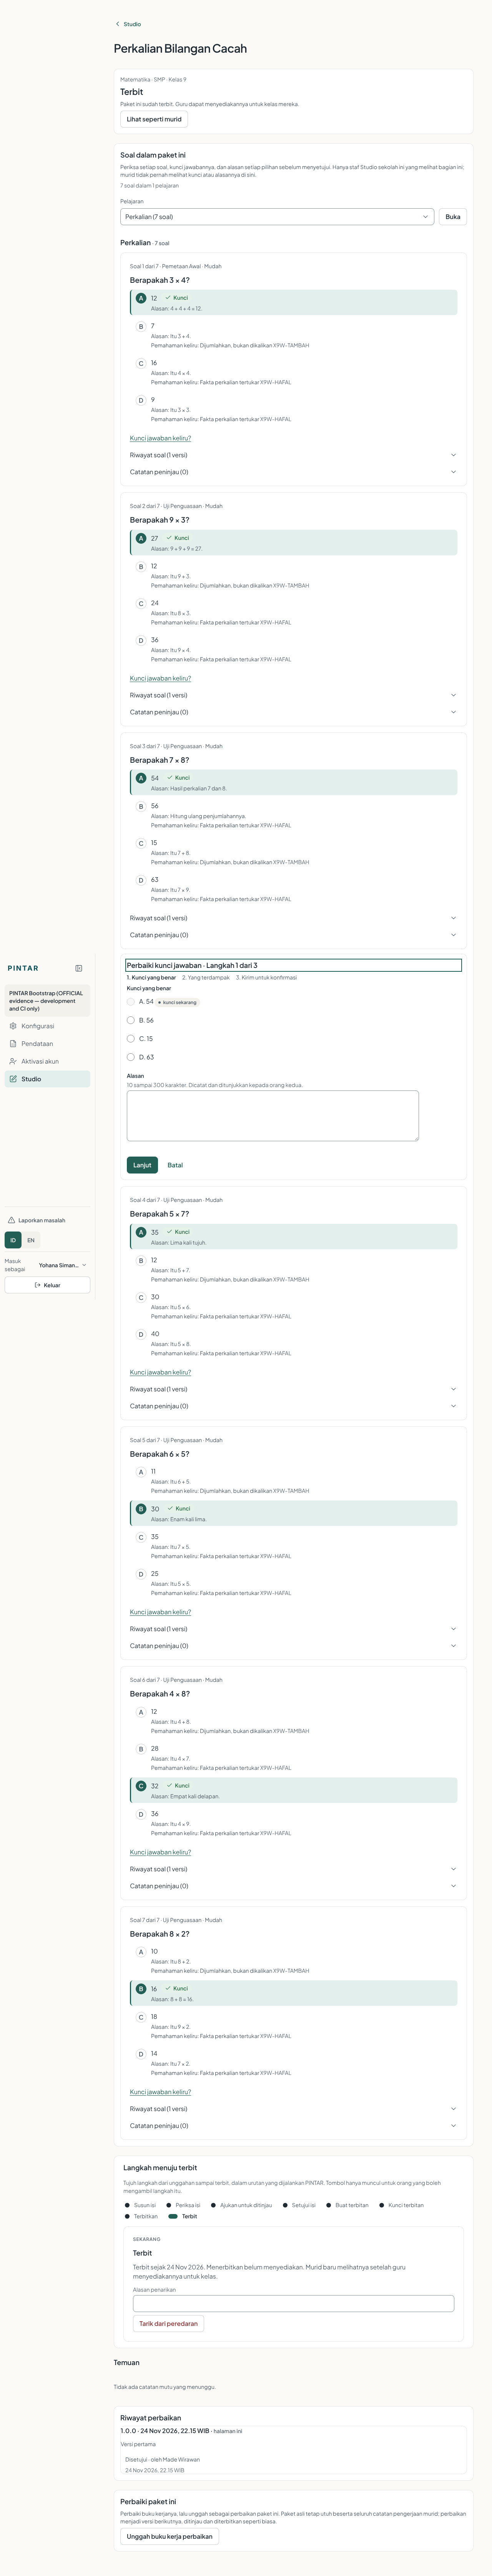 Studio
Perkalian Bilangan Cacah
Matematika · SMP · Kelas 9
Terbit
Paket ini sudah terbit. Guru dapat menyediakannya untuk kelas mereka.
Lihat seperti murid
Soal dalam paket ini
Periksa setiap soal, kunci jawabannya, dan alasan setiap pilihan sebelum menyetujui. Hanya staf Studio sekolah ini yang melihat bagian ini;
murid tidak pernah melihat kunci atau alasannya di sini.
7 soal dalam 1 pelajaran
Pelajaran
Perkalian (7 soal)
Buka
Perkalian · 7 soal
Soal 1 dari 7 · Pemetaan Awal · Mudah
Berapakah 3 × 4?
A 12 Kunci
Alasan: 4 + 4 + 4 = 12.
B 7
Alasan: Itu 3 + 4.
Pemahaman keliru: Dijumlahkan, bukan dikalikan X9W-TAMBAH
C 16
Alasan: Itu 4 × 4.
Pemahaman keliru: Fakta perkalian tertukar X9W-HAFAL
D 9
Alasan: Itu 3 × 3.
Pemahaman keliru: Fakta perkalian tertukar X9W-HAFAL
Kunci jawaban keliru?
Riwayat soal (1 versi)
Catatan peninjau (0)
Soal 2 dari 7 · Uji Penguasaan · Mudah
Berapakah 9 × 3?
A 27 Kunci
Alasan: 9 + 9 + 9 = 27.
B 12
Alasan: Itu 9 + 3.
Pemahaman keliru: Dijumlahkan, bukan dikalikan X9W-TAMBAH
C 24
Alasan: Itu 8 × 3.
Pemahaman keliru: Fakta perkalian tertukar X9W-HAFAL
D 36
Alasan: Itu 9 × 4.
Pemahaman keliru: Fakta perkalian tertukar X9W-HAFAL
Kunci jawaban keliru?
Riwayat soal (1 versi)
Catatan peninjau (0)
Soal 3 dari 7 · Uji Penguasaan · Mudah
Berapakah 7 × 8?
A 54 Kunci
Alasan: Hasil perkalian 7 dan 8.
B 56
Alasan: Hitung ulang penjumlahannya.
Pemahaman keliru: Fakta perkalian tertukar X9W-HAFAL
C 15
Alasan: Itu 7 + 8.
Pemahaman keliru: Dijumlahkan, bukan dikalikan X9W-TAMBAH
D 63
Alasan: Itu 7 × 9.
Pemahaman keliru: Fakta perkalian tertukar X9W-HAFAL
Riwayat soal (1 versi)
Catatan peninjau (0)
Perbaiki kunci jawaban · Langkah 1 dari 3
1. Kunci yang benar 2. Yang terdampak 3. Kirim untuk konfirmasi
Kunci yang benar
A. 54 kunci sekarang
B. 56
C. 15
D. 63
Alasan
10 sampai 300 karakter. Dicatat dan ditunjukkan kepada orang kedua.
Lanjut
Batal
PINTAR
PINTAR Bootstrap (OFFICIAL
evidence — development
and CI only)
Konfigurasi
Pendataan
Aktivasi akun
Studio
Laporkan masalah
ID EN
Masuk
sebagai
Yohana Siman...
Keluar
Soal 4 dari 7 · Uji Penguasaan · Mudah
Berapakah 5 × 7?
A 35 Kunci
Alasan: Lima kali tujuh.
B 12
Alasan: Itu 5 + 7.
Pemahaman keliru: Dijumlahkan, bukan dikalikan X9W-TAMBAH
C 30
Alasan: Itu 5 × 6.
Pemahaman keliru: Fakta perkalian tertukar X9W-HAFAL
D 40
Alasan: Itu 5 × 8.
Pemahaman keliru: Fakta perkalian tertukar X9W-HAFAL
Kunci jawaban keliru?
Riwayat soal (1 versi)
Catatan peninjau (0)
Soal 5 dari 7 · Uji Penguasaan · Mudah
Berapakah 6 × 5?
A 11
Alasan: Itu 6 + 5.
Pemahaman keliru: Dijumlahkan, bukan dikalikan X9W-TAMBAH
B 30 Kunci
Alasan: Enam kali lima.
C 35
Alasan: Itu 7 × 5.
Pemahaman keliru: Fakta perkalian tertukar X9W-HAFAL
D 25
Alasan: Itu 5 × 5.
Pemahaman keliru: Fakta perkalian tertukar X9W-HAFAL
Kunci jawaban keliru?
Riwayat soal (1 versi)
Catatan peninjau (0)
Soal 6 dari 7 · Uji Penguasaan · Mudah
Berapakah 4 × 8?
A 12
Alasan: Itu 4 + 8.
Pemahaman keliru: Dijumlahkan, bukan dikalikan X9W-TAMBAH
B 28
Alasan: Itu 4 × 7.
Pemahaman keliru: Fakta perkalian tertukar X9W-HAFAL
C 32 Kunci
Alasan: Empat kali delapan.
D 36
Alasan: Itu 4 × 9.
Pemahaman keliru: Fakta perkalian tertukar X9W-HAFAL
Kunci jawaban keliru?
Riwayat soal (1 versi)
Catatan peninjau (0)
Soal 7 dari 7 · Uji Penguasaan · Mudah
Berapakah 8 × 2?
A 10
Alasan: Itu 8 + 2.
Pemahaman keliru: Dijumlahkan, bukan dikalikan X9W-TAMBAH
B 16 Kunci
Alasan: 8 + 8 = 16.
C 18
Alasan: Itu 9 × 2.
Pemahaman keliru: Fakta perkalian tertukar X9W-HAFAL
D 14
Alasan: Itu 7 × 2.
Pemahaman keliru: Fakta perkalian tertukar X9W-HAFAL
Kunci jawaban keliru?
Riwayat soal (1 versi)
Catatan peninjau (0)
Langkah menuju terbit
Tujuh langkah dari unggahan sampai terbit, dalam urutan yang dijalankan PINTAR. Tombol hanya muncul untuk orang yang boleh
mengambil langkah itu.
Susun isi Periksa isi Ajukan untuk ditinjau Setujui isi Buat terbitan Kunci terbitan
Terbitkan Terbit
SEKARANG
Terbit
Terbit sejak 24 Nov 2026. Menerbitkan belum menyediakan. Murid baru melihatnya setelah guru
menyediakannya untuk kelas.
Alasan penarikan
Tarik dari peredaran
Temuan
Tidak ada catatan mutu yang menunggu.
Riwayat perbaikan
1.0.0 · 24 Nov 2026, 22.15 WIB · halaman ini
Versi pertama
Disetujui · oleh Made Wirawan
24 Nov 2026, 22.15 WIB
Perbaiki paket ini
Perbaiki buku kerjanya, lalu unggah sebagai perbaikan paket ini. Paket asli tetap utuh beserta seluruh catatan pengerjaan murid; perbaikan
menjadi versi berikutnya, ditinjau dan diterbitkan seperti biasa.
Unggah buku kerja perbaikan